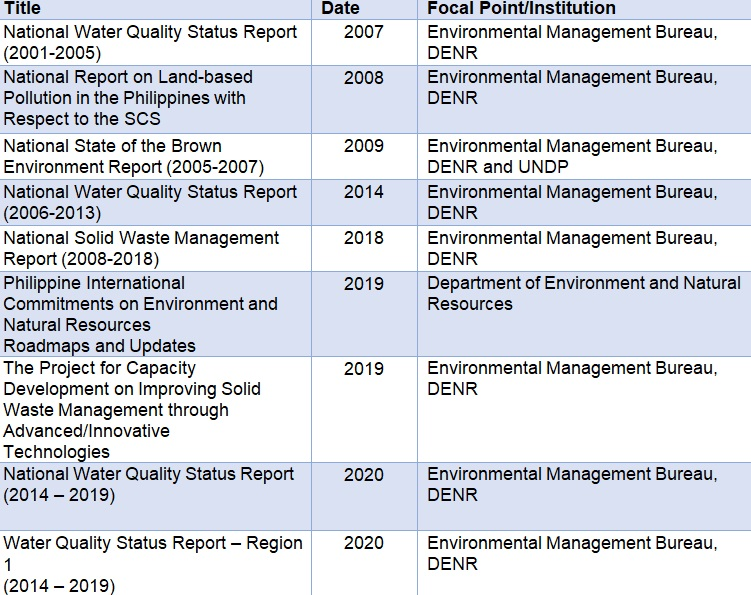 Title Date Focal Point/Institution
National Water Quality Status Report 2007 Environmental Management Bureau,
(2001-2005) DENR
National Report on Land-based 2008 Environmental Management Bureau,
Pollution in the Philippines with DENR
Respect to the SCS
National State of the Brown 2009 Environmental Management Bureau,
Environment Report (2005-2007) DENR and UNDP
National Water Quality Status Report 2014 Environmental Management Bureau,
(2006-2013) DENR
National Solid Waste Management 2018 Environmental Management Bureau,
Report (2008-2018) DENR
Philippine International 2019 Department of Environment and Natural
Commitments on Environment and Resources
Natural Resources
Roadmaps and Updates
The Project for Capacity 2019 Environmental Management Bureau,
Development on Improving Solid DENR
Waste Management through
Advanced/Innovative
Technologies
National Water Quality Status Report 2020 Environmental Management Bureau,
(2014 – 2019) DENR
Water Quality Status Report – Region 2020 Environmental Management Bureau,
1 DENR
(2014 – 2019)